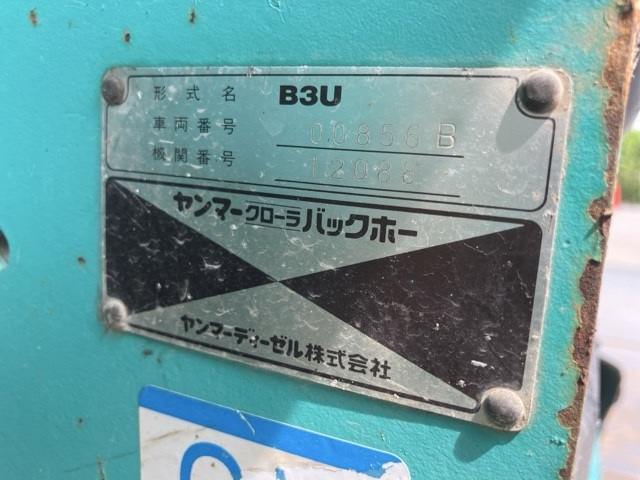 形式名 B3U
車両番号 00856B
機関番号 12086
ヤンマークローラバックホー
ヤンマーディーゼル株式会社